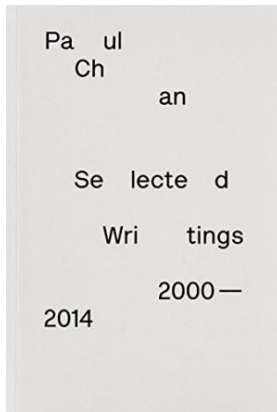 Pa ul
Ch
an
Se lecte d
Wri tings
2000—
2014